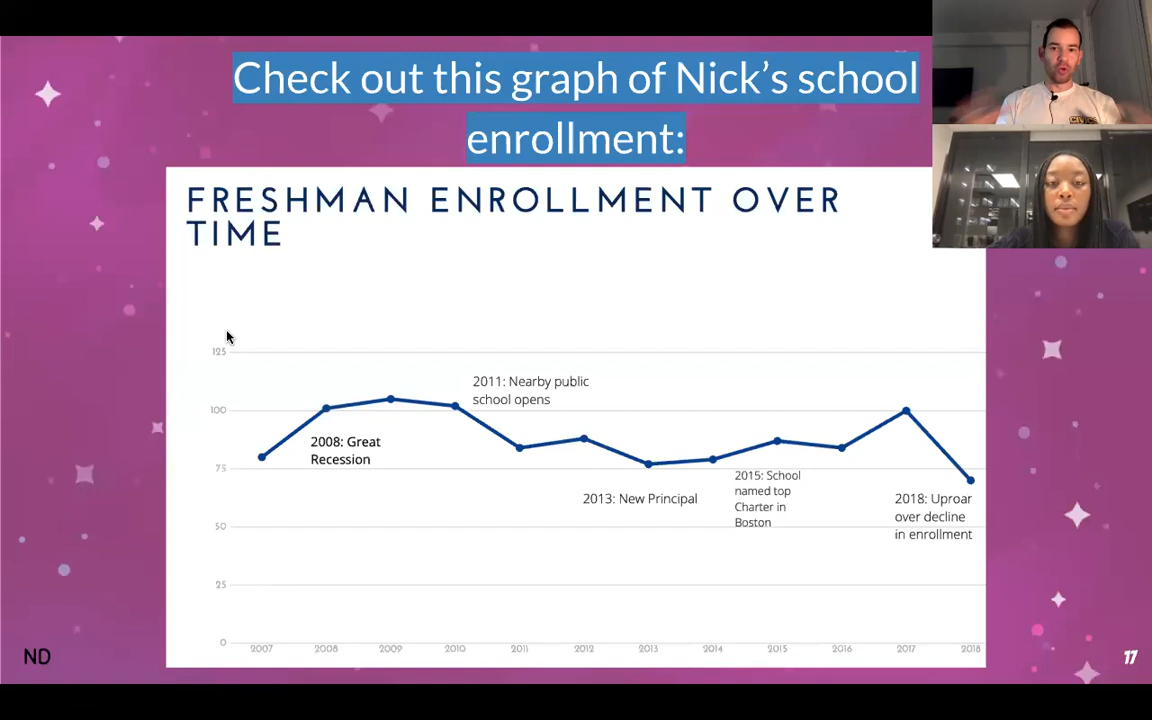 Check out this graph of Nick's school
enrollment:
FRESHMAN ENROLLMENT OVER
TIME
125
100
75
50
25
0
2011: Nearby public
school opens
2008: Great
Recession
2013: New Principal
2015: School
named top
Charter in
Boston
2018: Uproar
over decline
in enrollment
2007 2008 2009 2010 2011 2012 2013 2014 2015 2016 2017 2018
ND
17